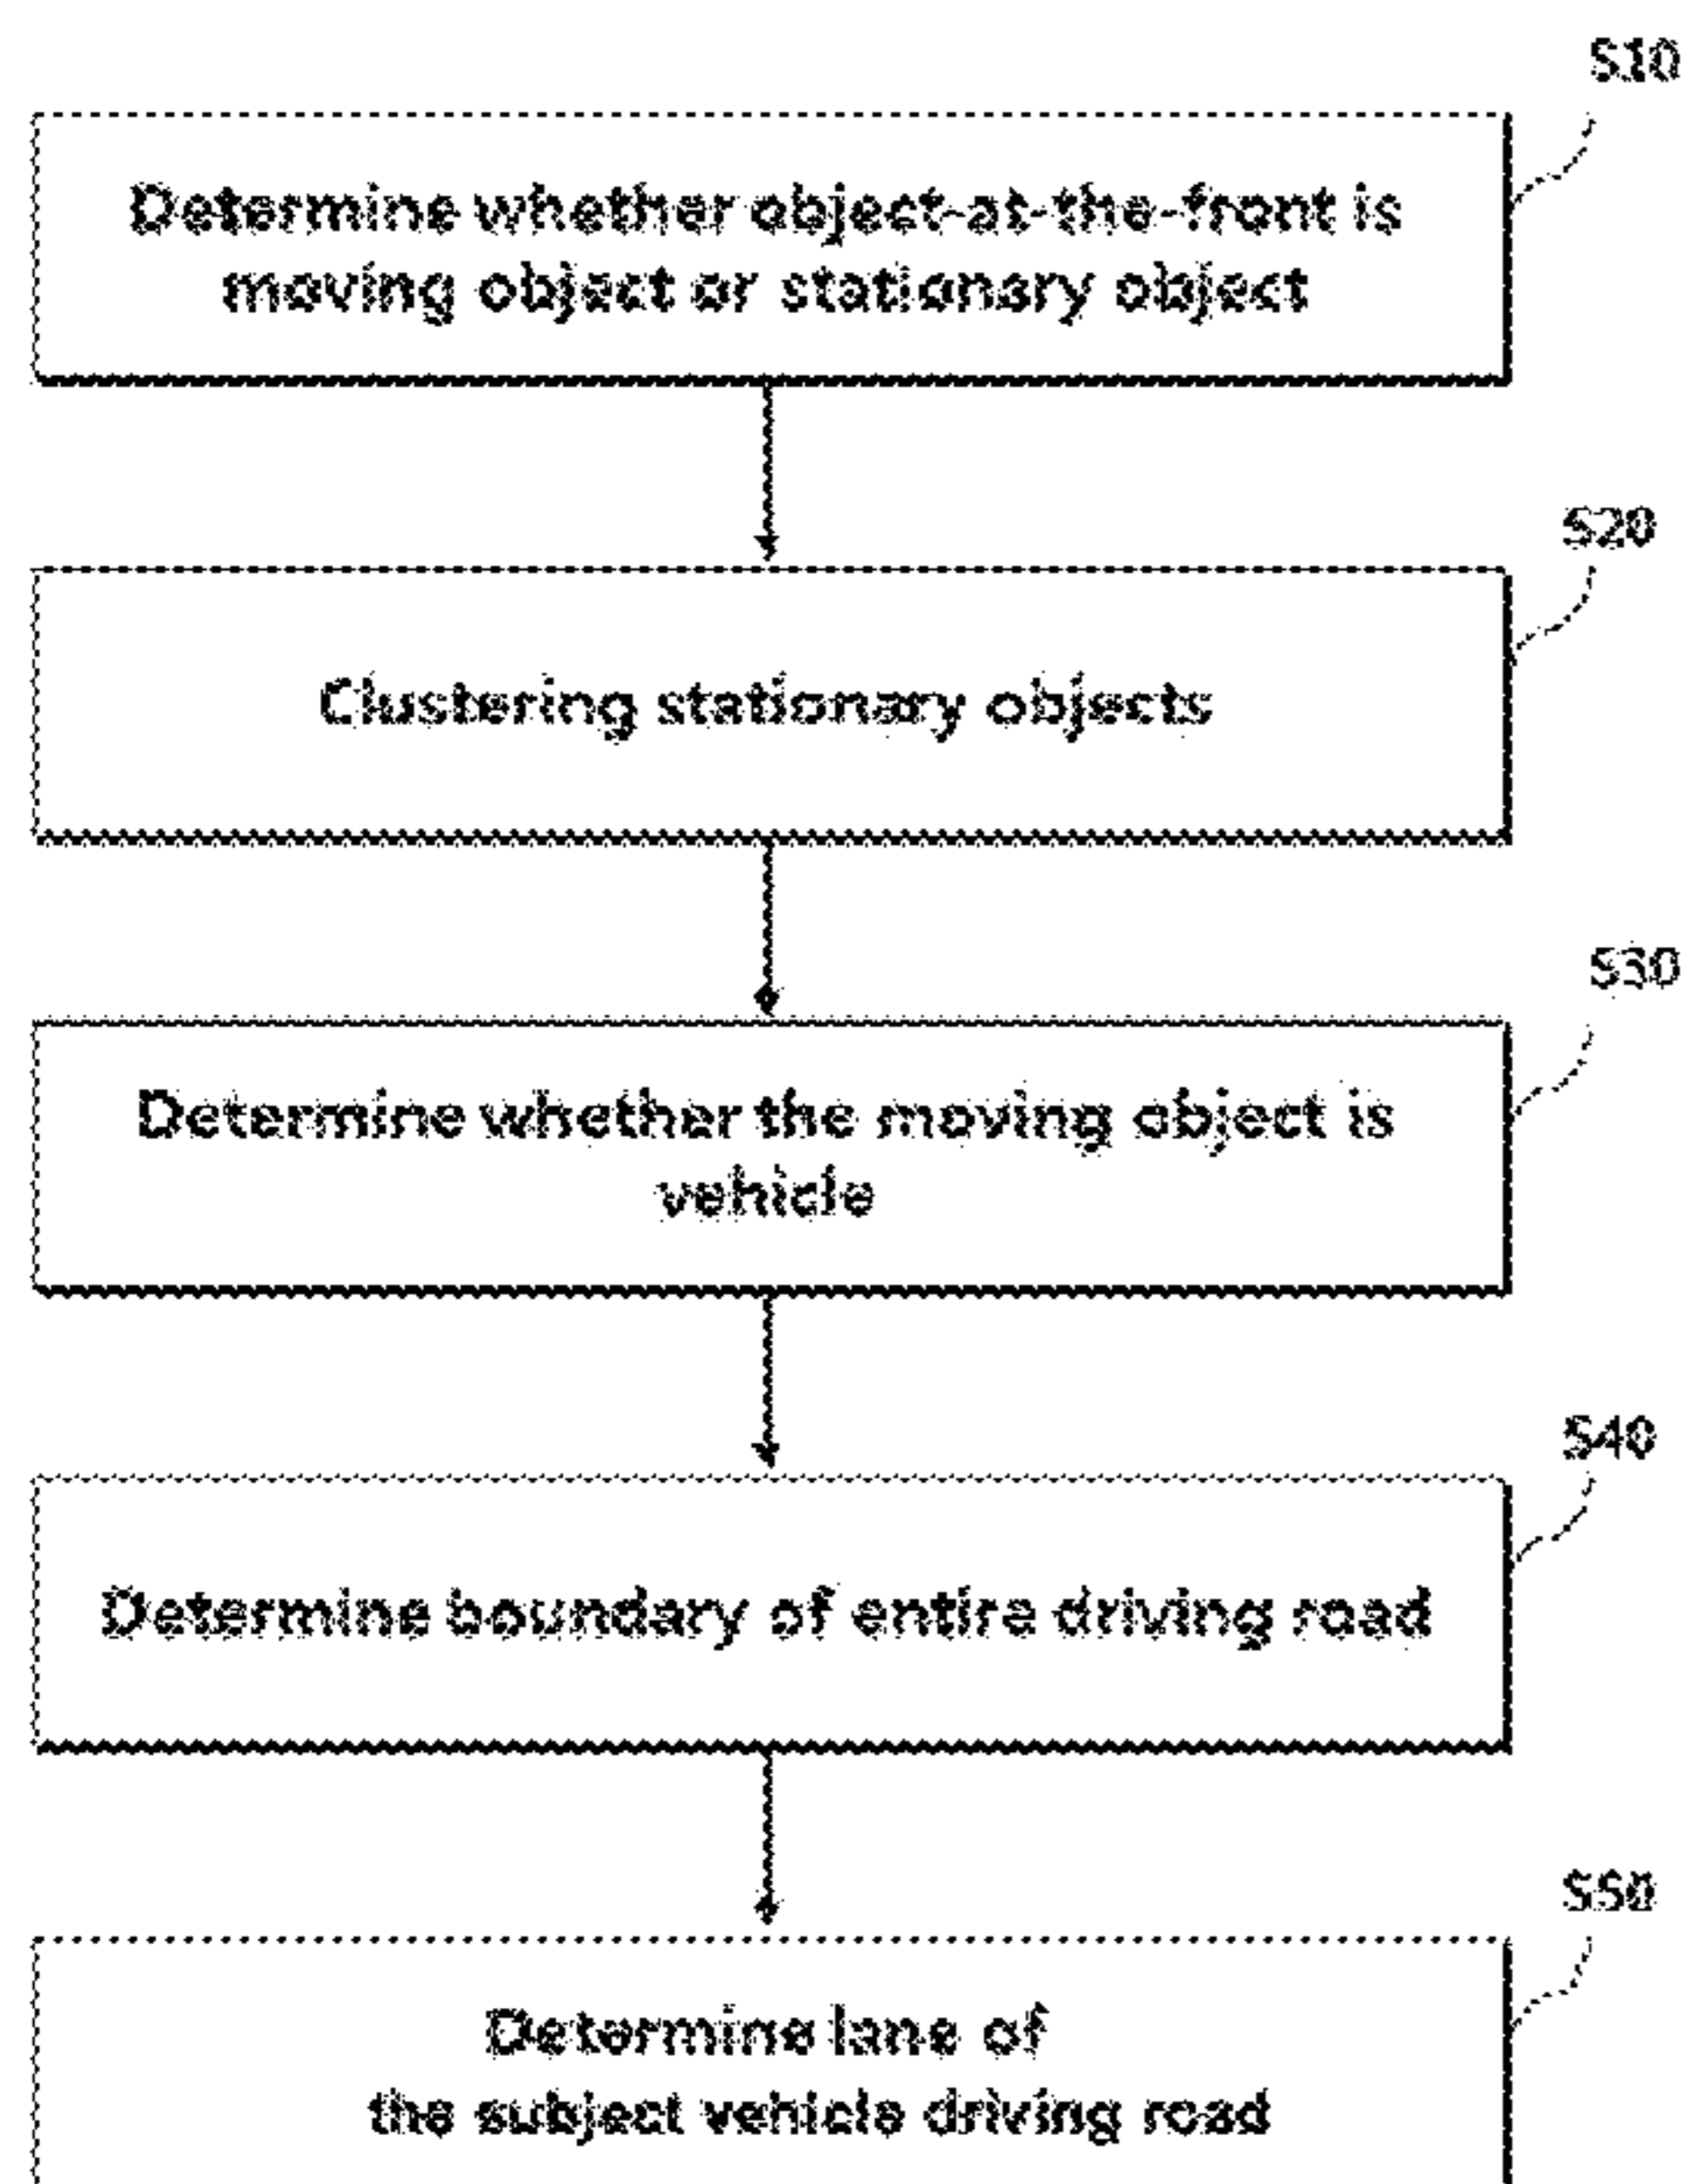 S10
Determine whether object-at-the-front is
moving object or stationary object
S20
Clustering stationary objects
S30
Determine whether the moving object is
vehicle
S40
Determine boundary of entire driving road
S50
Determine lane of
the subject vehicle driving road